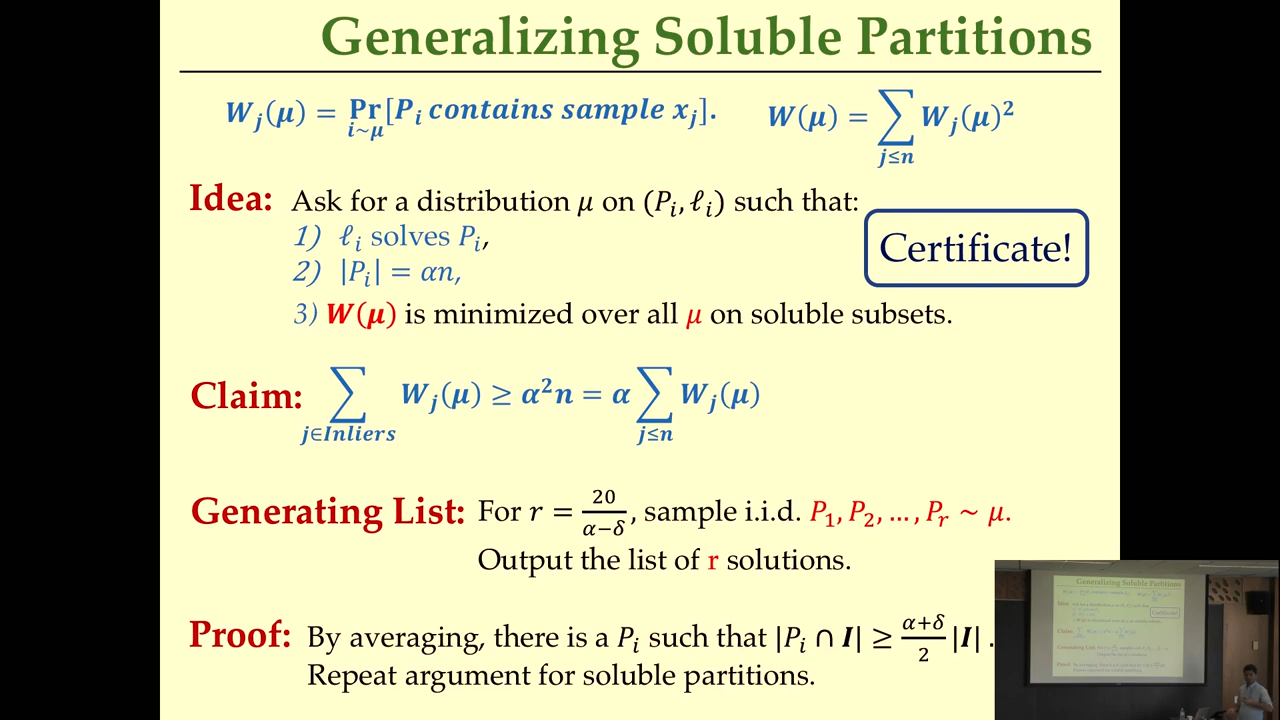 Generalizing Soluble Partitions
W_j(μ) = Pr_{i~μ}[P_i contains sample x_j]. W(μ) = ∑_{j≤n} W_j(μ)²
Idea: Ask for a distribution μ on (P_i, ℓ_i) such that:
1) ℓ_i solves P_i,
2) |P_i| = αn,
Certificate!
3) W(μ) is minimized over all μ on soluble subsets.
Claim: ∑_{j∈Inliers} W_j(μ) ≥ α²n = α ∑_{j≤n} W_j(μ)
Generating List: For r = 20/(α−δ), sample i.i.d. P_1, P_2, …, P_r ~ μ.
Output the list of r solutions.
Proof: By averaging, there is a P_i such that |P_i ∩ I| ≥ (α+δ)/2 |I| .
Repeat argument for soluble partitions.
Generalizing Soluble Partitions